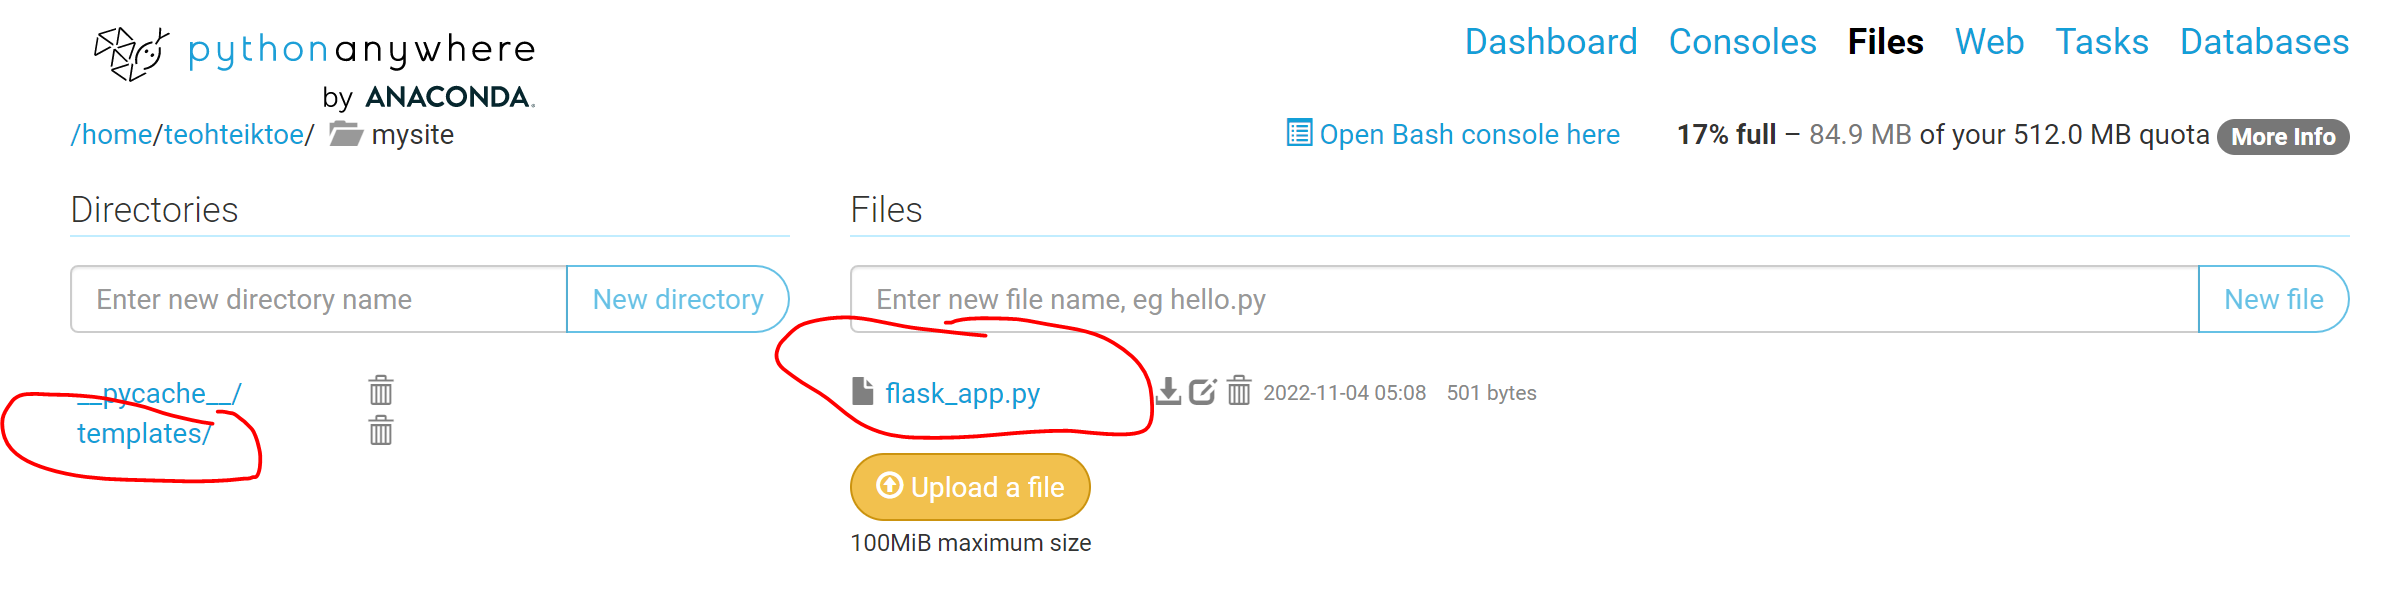 pythonanywhere
by ANACONDA.
Dashboard Consoles Files Web Tasks Databases
/home/teohteiktoe/ mysite
Open Bash console here
17% full – 84.9 MB of your 512.0 MB quota More Info
Directories
Enter new directory name New directory
__pycache__/
templates/
Files
Enter new file name, eg hello.py New file
flask_app.py 2022-11-04 05:08 501 bytes
Upload a file
100MiB maximum size